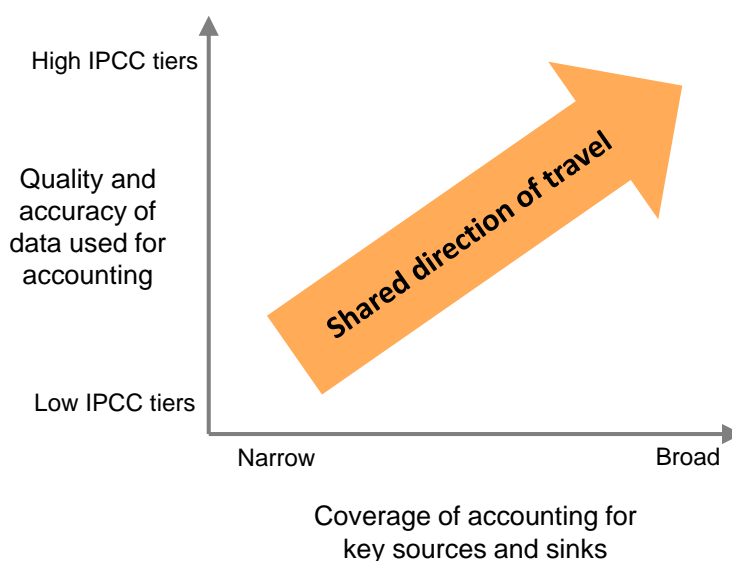 High IPCC tiers
Quality and
accuracy of
data used for
accounting
Shared direction of travel
Low IPCC tiers
Narrow
Broad
Coverage of accounting for
key sources and sinks